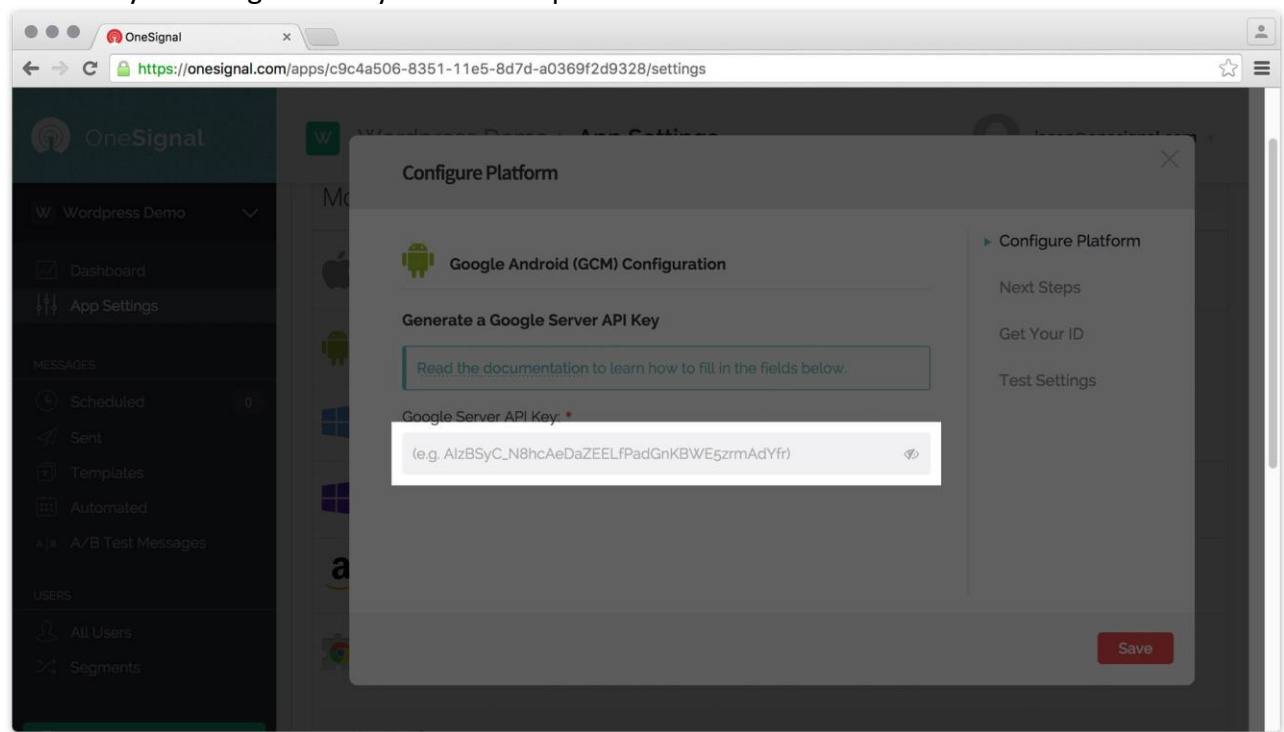 OneSignal
https://onesignal.com/apps/c9c4a506-8351-11e5-8d7d-a0369f2d9328/settings
OneSignal
W
Configure Platform
W Wordpress Demo
Dashboard
App Settings
MESSAGES
Scheduled 0
Sent
Templates
Automated
A|B A/B Test Messages
USERS
All Users
Segments
Google Android (GCM) Configuration
Generate a Google Server API Key
Read the documentation to learn how to fill in the fields below.
Google Server API Key: *
(e.g. AIzBSyC_N8hcAeDaZEELfPadGnKBWE5zrmAdYfr)
Configure Platform
Next Steps
Get Your ID
Test Settings
Save